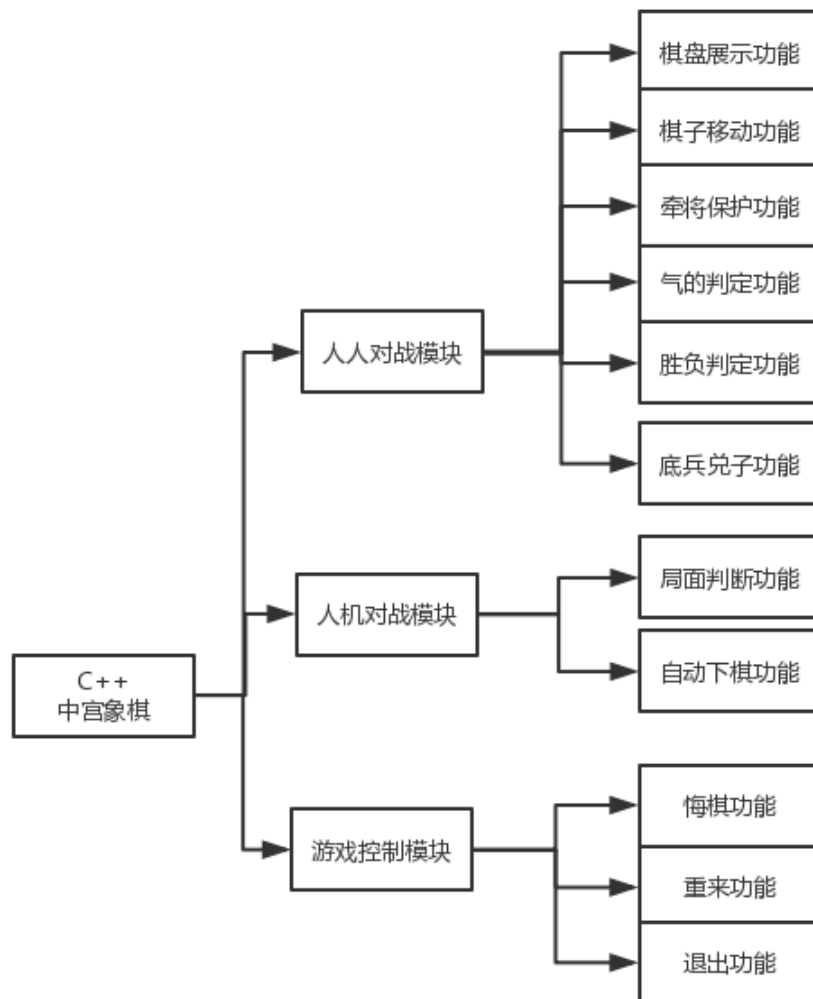 棋盘展示功能
棋子移动功能
牵将保护功能
气的判定功能
人人对战模块
胜负判定功能
底兵兑子功能
局面判断功能
人机对战模块
自动下棋功能
C++
中宫象棋
悔棋功能
游戏控制模块
重来功能
退出功能